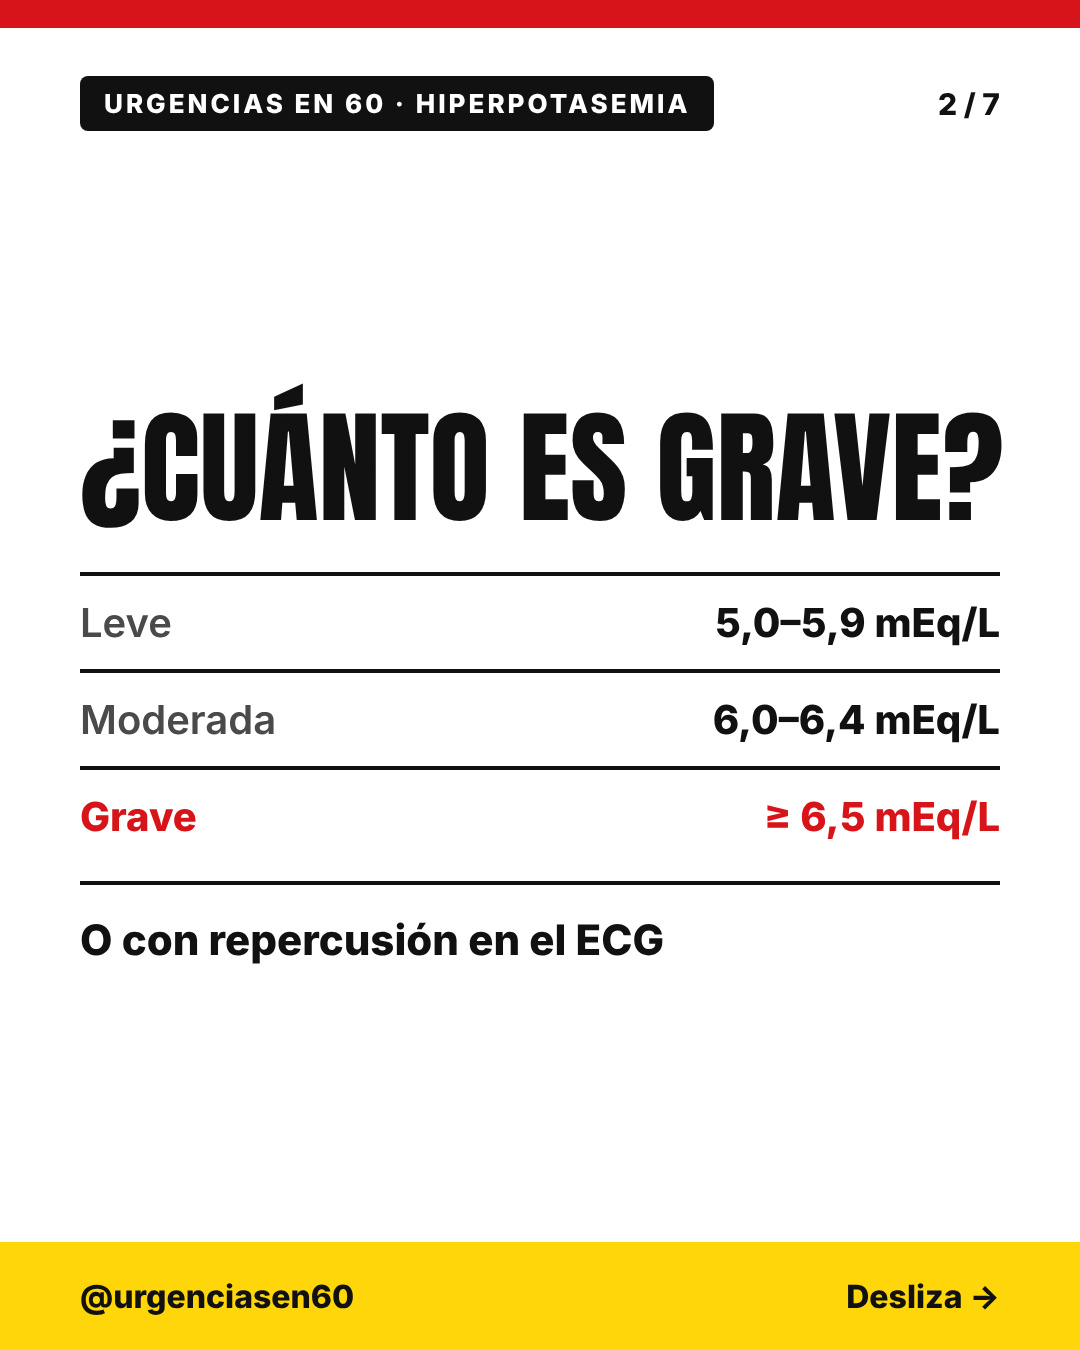 URGENCIAS EN 60 · HIPERPOTASEMIA
2 / 7
¿CUÁNTO ES GRAVE?
Leve 5,0–5,9 mEq/L
Moderada 6,0–6,4 mEq/L
Grave ≥ 6,5 mEq/L
O con repercusión en el ECG
@urgenciasen60 Desliza →